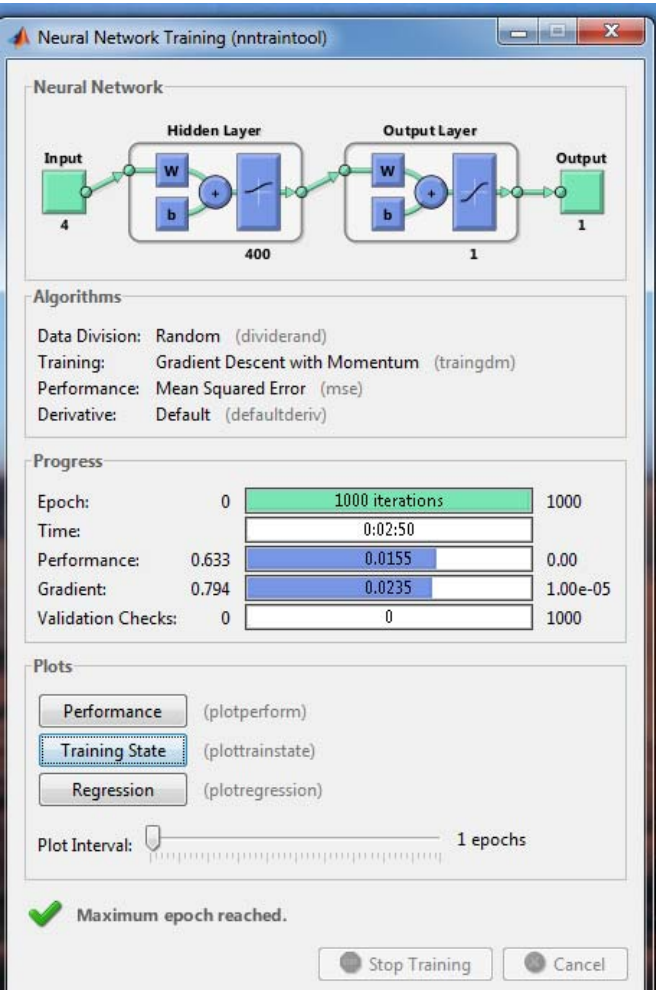 Neural Network Training (nntraintool)
Neural Network
Hidden Layer Output Layer
Input Output
W W
+ +
b b
4 1
400 1
Algorithms
Data Division: Random (dividerand)
Training: Gradient Descent with Momentum (traingdm)
Performance: Mean Squared Error (mse)
Derivative: Default (defaultderiv)
Progress
Epoch: 0 1000 iterations 1000
Time: 0:02:50
Performance: 0.633 0.0155 0.00
Gradient: 0.794 0.0235 1.00e-05
Validation Checks: 0 0 1000
Plots
Performance (plotperform)
Training State (plottrainstate)
Regression (plotregression)
Plot Interval: 1 epochs
Maximum epoch reached.
Stop Training Cancel